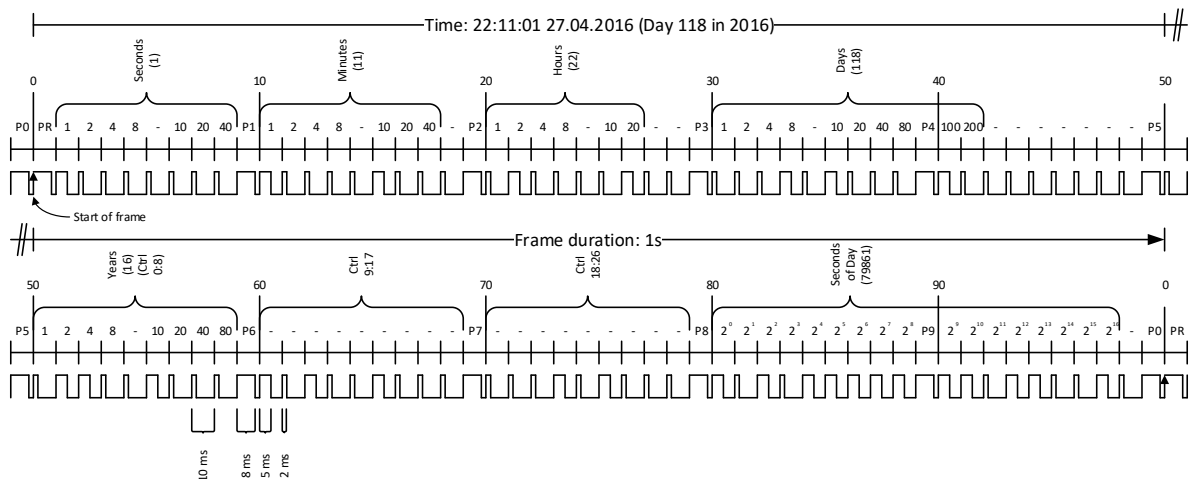 Time: 22:11:01 27.04.2016 (Day 118 in 2016)
Seconds
(1)
Minutes
(11)
Hours
(22)
Days
(118)
0 10 20 30 40 50
P0 PR 1 2 4 8 - 10 20 40 P1 1 2 4 8 - 10 20 40 - P2 1 2 4 8 - 10 20 - - P3 1 2 4 8 - 10 20 40 80 P4 100 200 - - - - - - - P5
Start of frame
Frame duration: 1s
Years
(16)
(Ctrl
0:8)
Ctrl
9:17
Ctrl
18:26
Seconds
of Day
(79861)
50 60 70 80 90 0
P5 1 2 4 8 - 10 20 40 80 P6 - - - - - - - - - P7 - - - - - - - - - P8 2⁰ 2¹ 2² 2³ 2⁴ 2⁵ 2⁶ 2⁷ 2⁸ P9 2⁹ 2¹⁰ 2¹¹ 2¹² 2¹³ 2¹⁴ 2¹⁵ 2¹⁶ - P0 PR
10 ms
8 ms
5 ms
2 ms